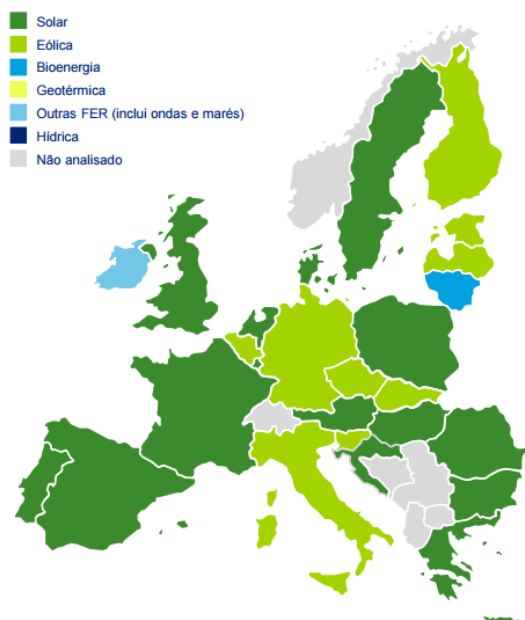 Solar
Eólica
Bioenergia
Geotérmica
Outras FER (inclui ondas e marés)
Hídrica
Não analisado